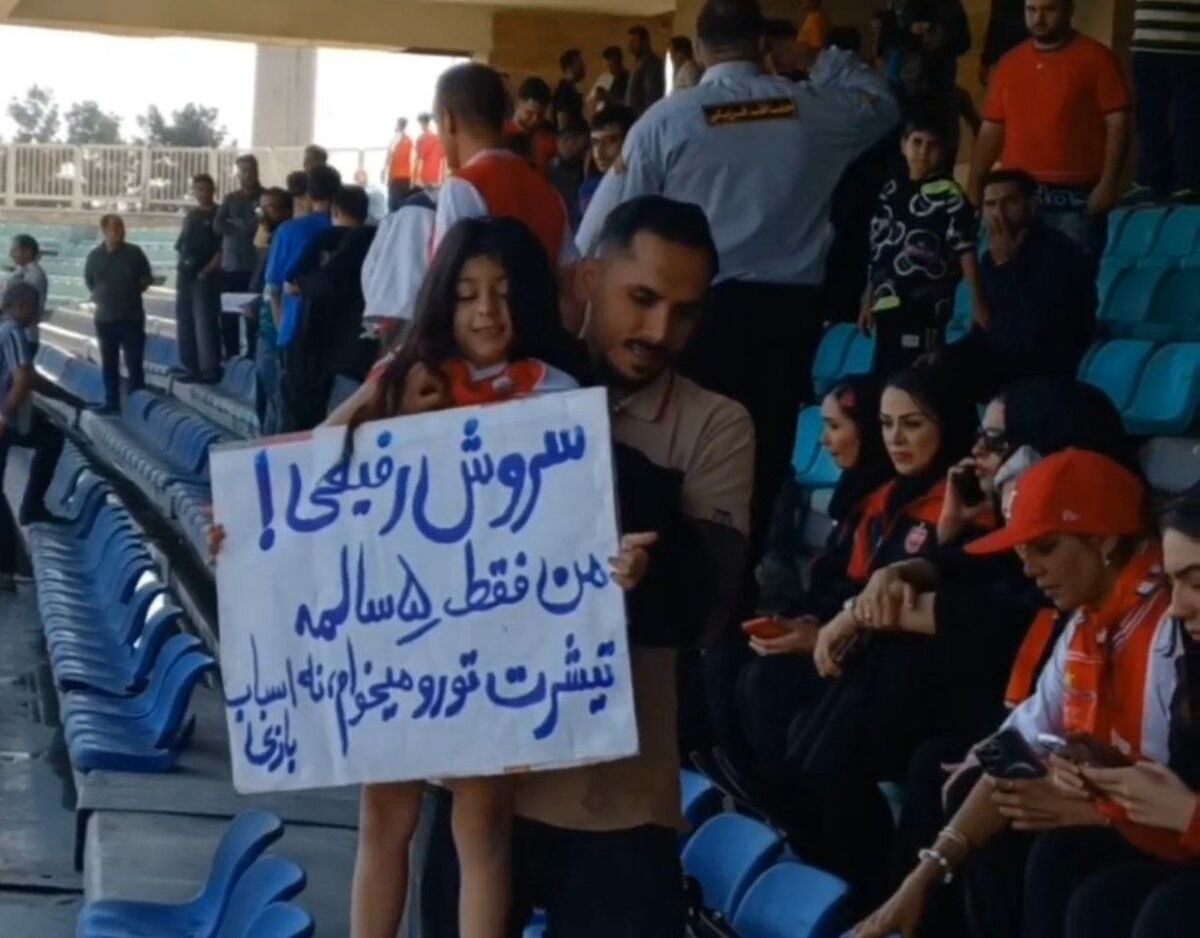 سروش رفیعی!
من فقط ۵ سالمه
تیشرت تورو میخوام، نه اسباب
بازی!